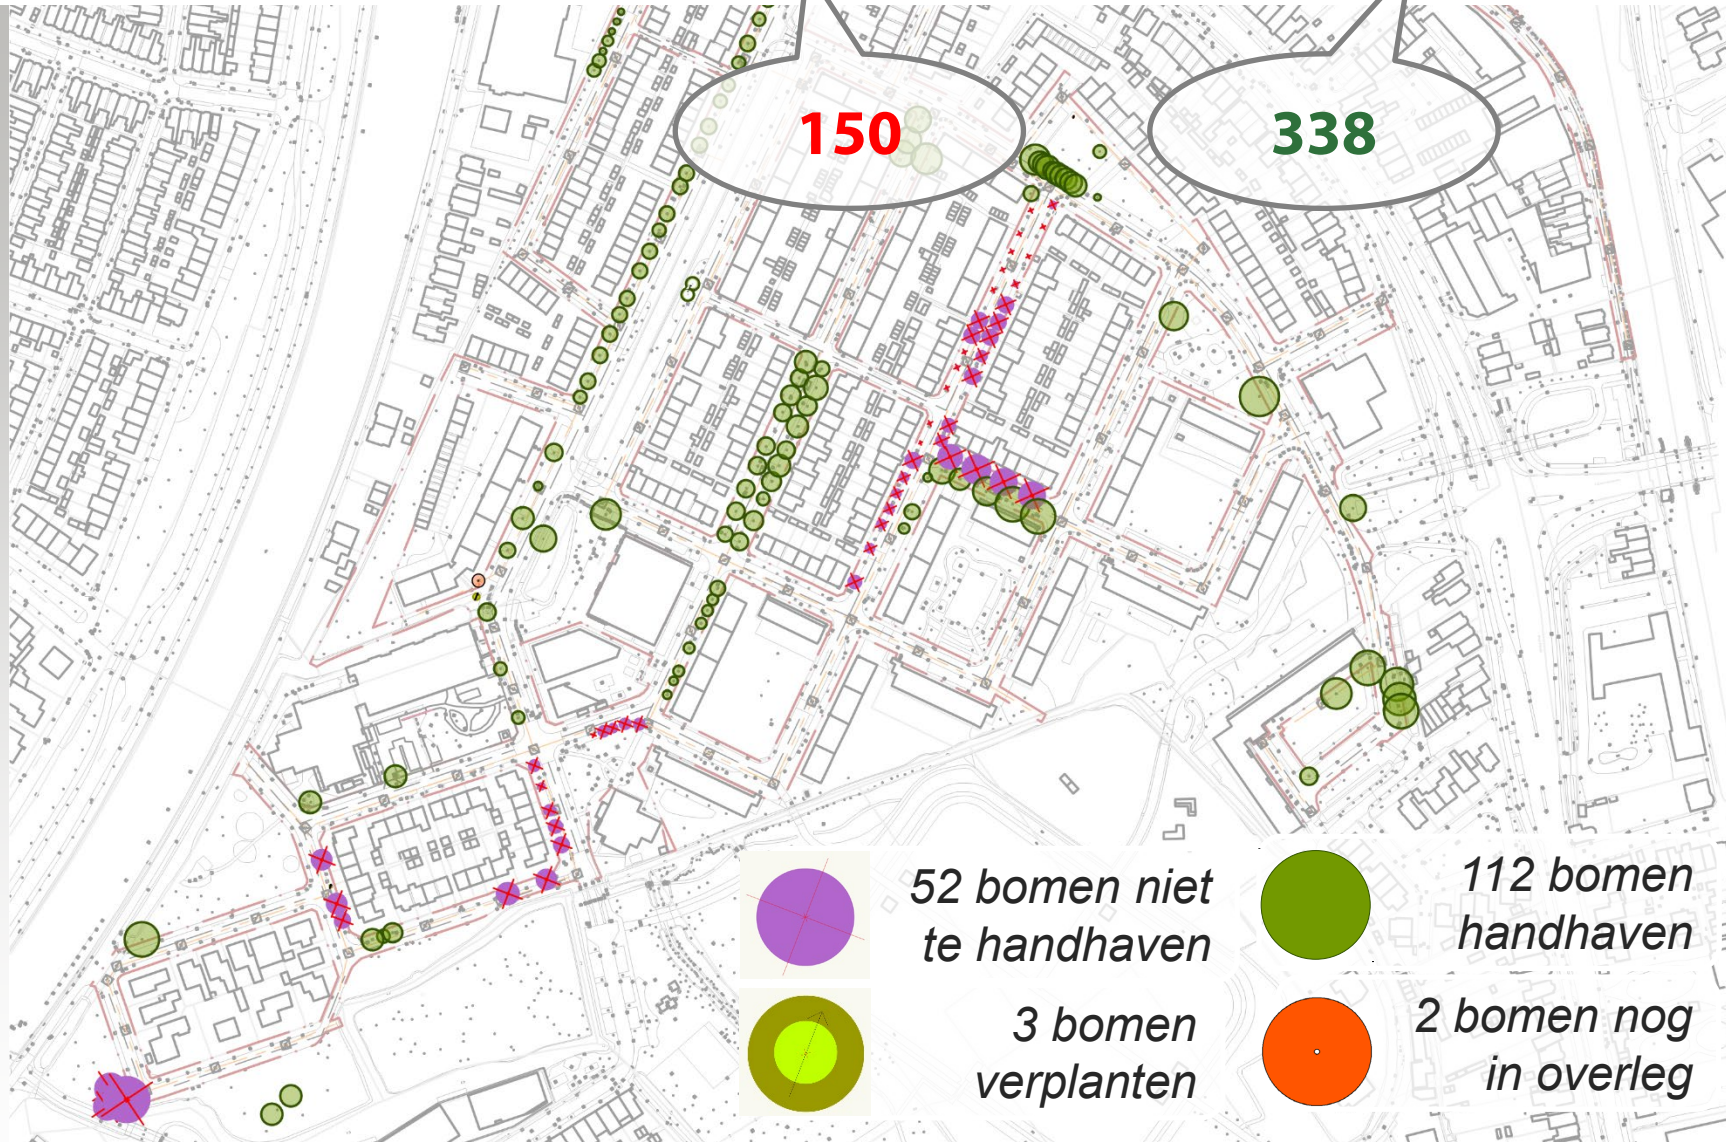 150
338
52 bomen niet
te handhaven
112 bomen
handhaven
3 bomen
verplanten
2 bomen nog
in overleg